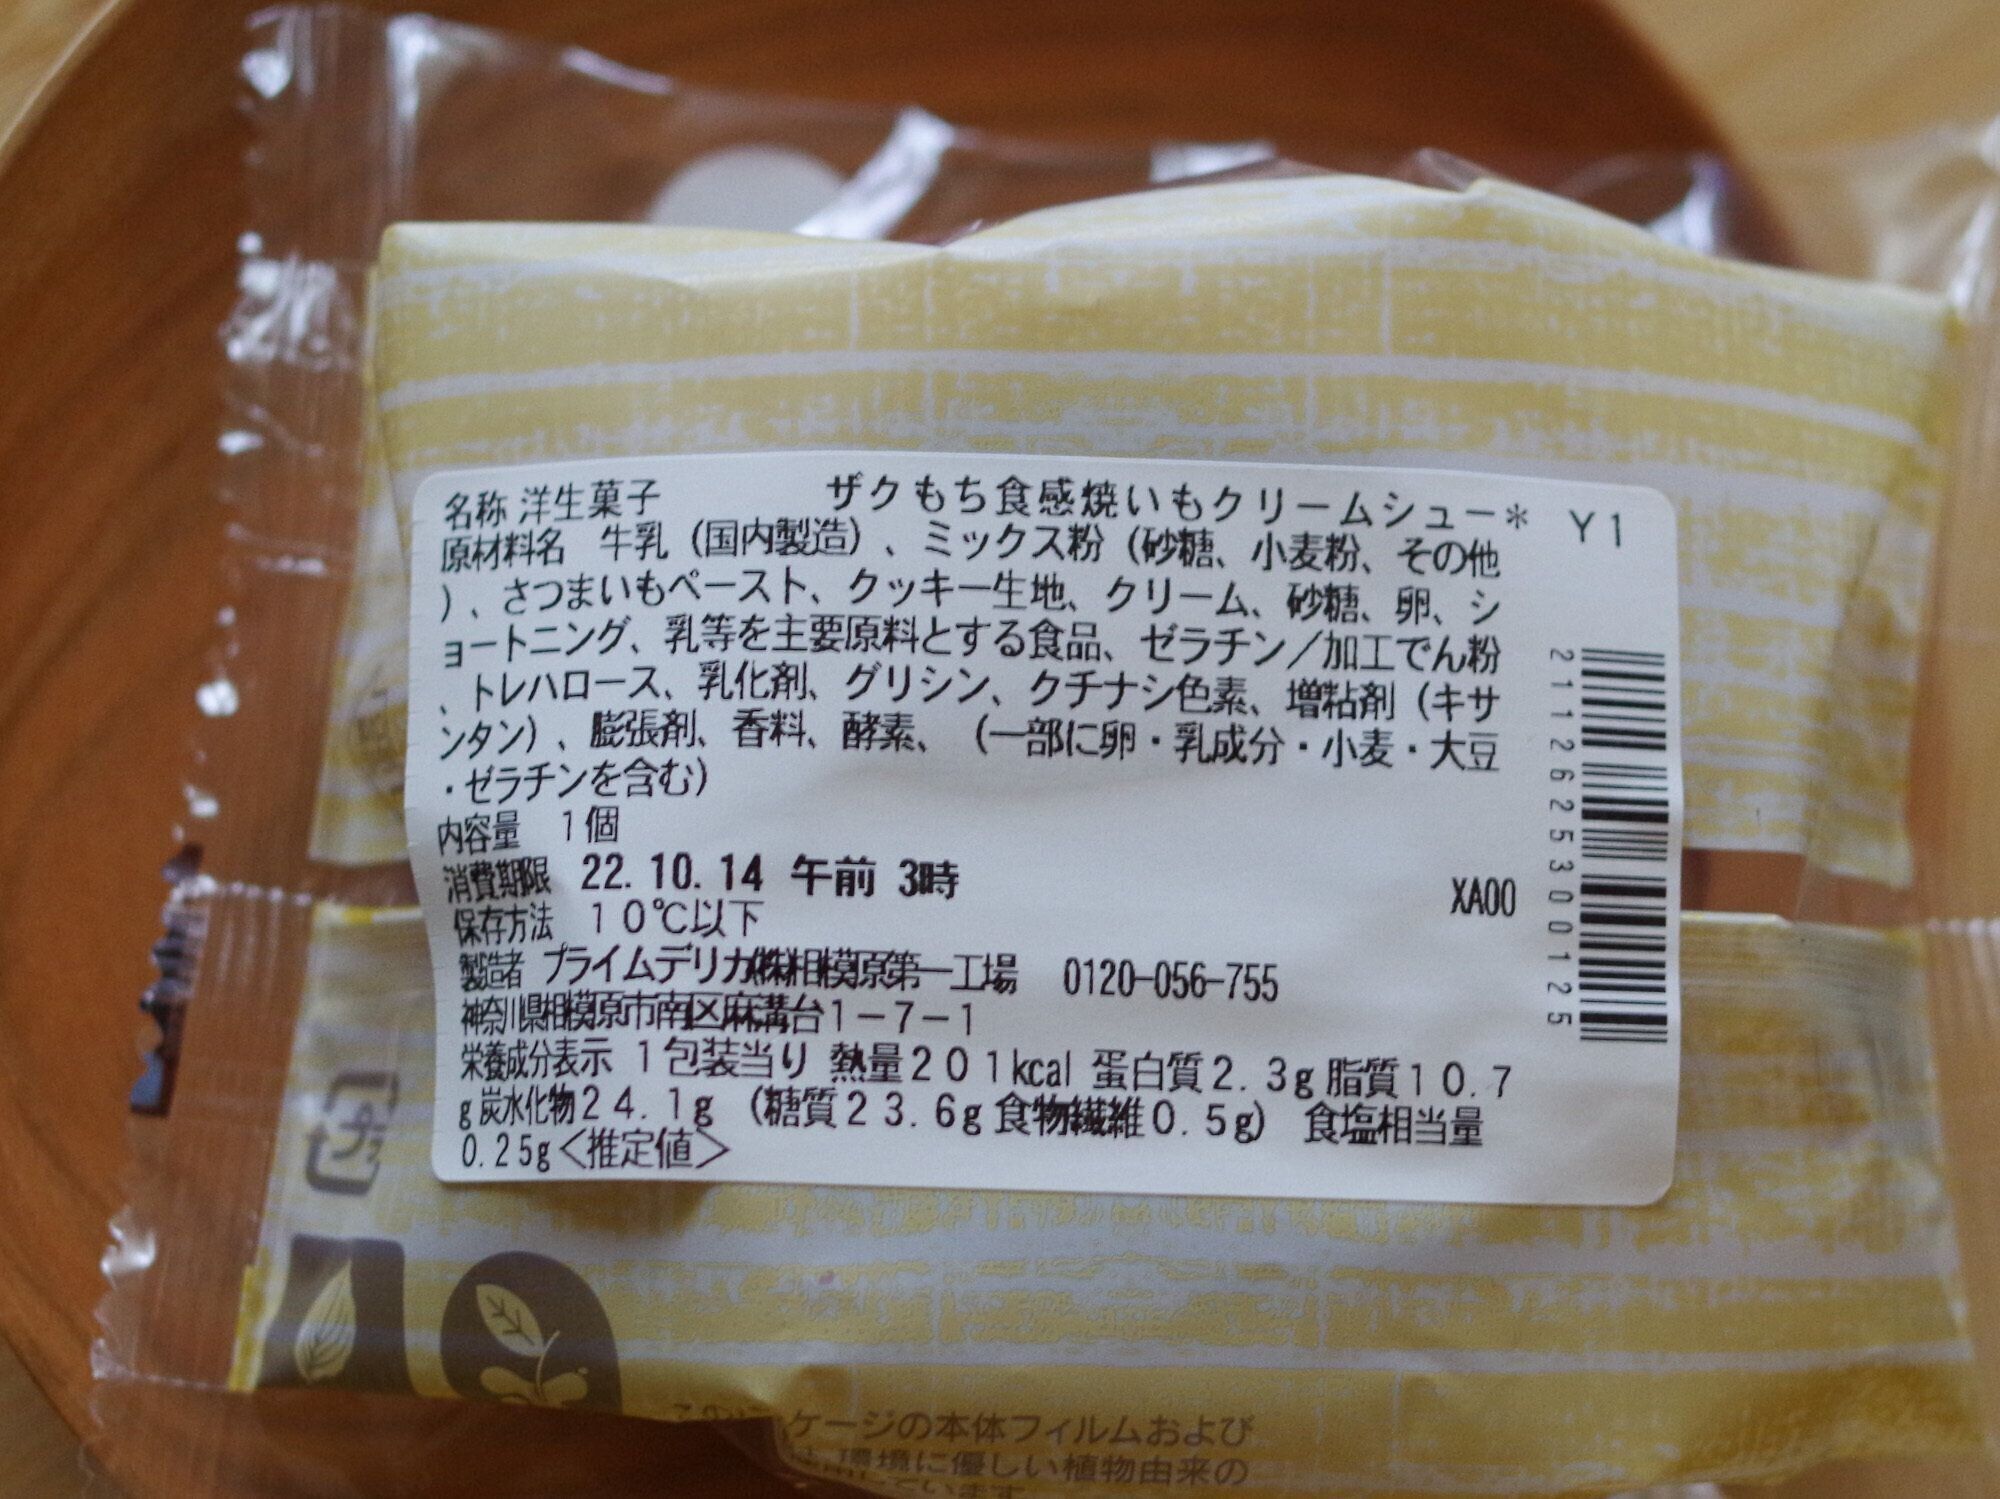 名称 洋生菓子 ザクもち食感焼いもクリームシュー＊ Y1
原材料名 牛乳（国内製造）、ミックス粉（砂糖、小麦粉、その他
）、さつまいもペースト、クッキー生地、クリーム、砂糖、卵、シ
ョートニング、乳等を主要原料とする食品、ゼラチン／加工でん粉
、トレハロース、乳化剤、グリシン、クチナシ色素、増粘剤（キサ
ンタン）、膨張剤、香料、酵素、（一部に卵・乳成分・小麦・大豆
・ゼラチンを含む）
内容量 1個
消費期限 22.10.14 午前 3時 XA00
保存方法 10℃以下
製造者 プライムデリカ㈱相模原第一工場 0120-056-755
神奈川県相模原市南区麻溝台1−7−1
栄養成分表示 1包装当り 熱量201kcal 蛋白質2.3g 脂質10.7
g 炭水化物24.1g （糖質23.6g 食物繊維0.5g） 食塩相当量
0.25g＜推定値＞
2112625300125
プ
ケージの本体フィルムおよび
環境に優しい植物由来の
います